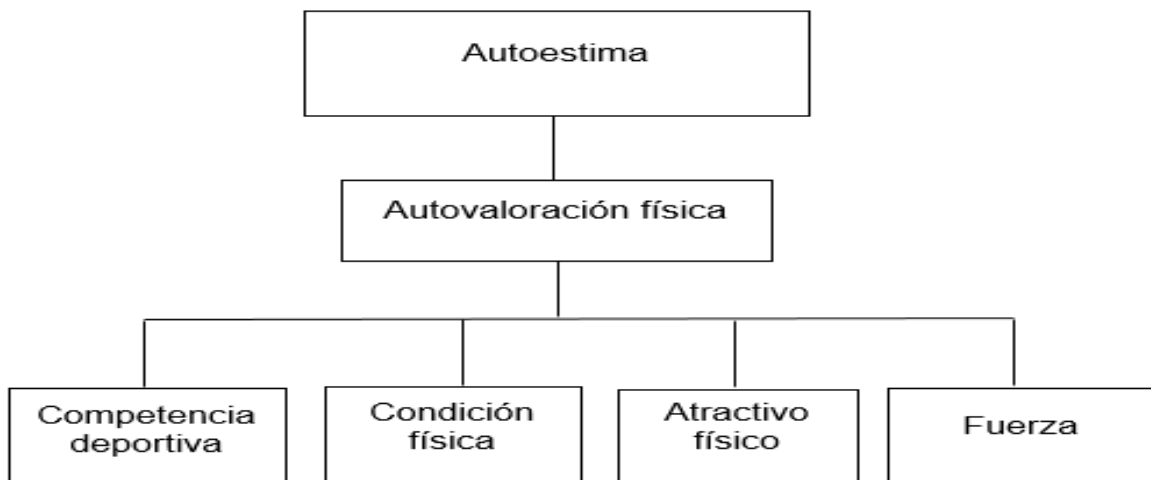 Autoestima
Autovaloración física
Competencia
deportiva
Condición
física
Atractivo
físico
Fuerza